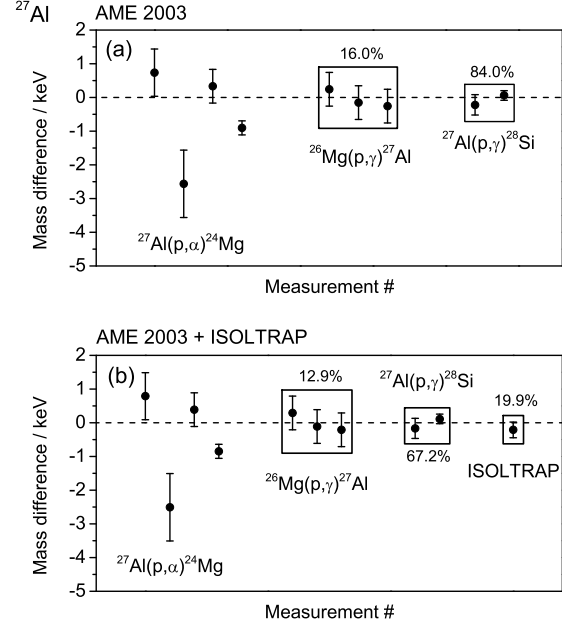 ²⁷Al
AME 2003
(a)
16.0%
84.0%
²⁶Mg(p,γ)²⁷Al
²⁷Al(p,γ)²⁸Si
²⁷Al(p,α)²⁴Mg
2
1
0
-1
-2
-3
-4
-5
Mass difference / keV
Measurement #
AME 2003 + ISOLTRAP
(b)
12.9%
²⁷Al(p,γ)²⁸Si
19.9%
67.2%
ISOLTRAP
²⁶Mg(p,γ)²⁷Al
²⁷Al(p,α)²⁴Mg
2
1
0
-1
-2
-3
-4
-5
Mass difference / keV
Measurement #